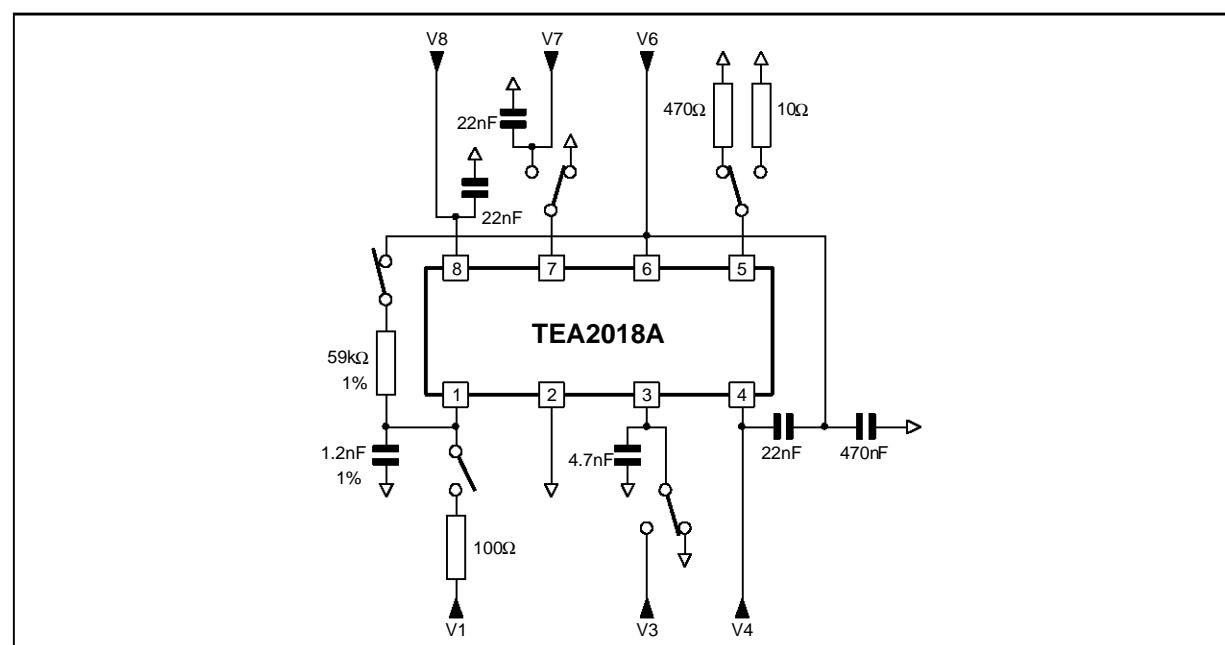 V8
V7
V6
470Ω
10Ω
22nF
22nF
8
7
6
5
TEA2018A
59kΩ
1%
1
2
3
4
1.2nF
1%
4.7nF
22nF
470nF
100Ω
V1
V3
V4